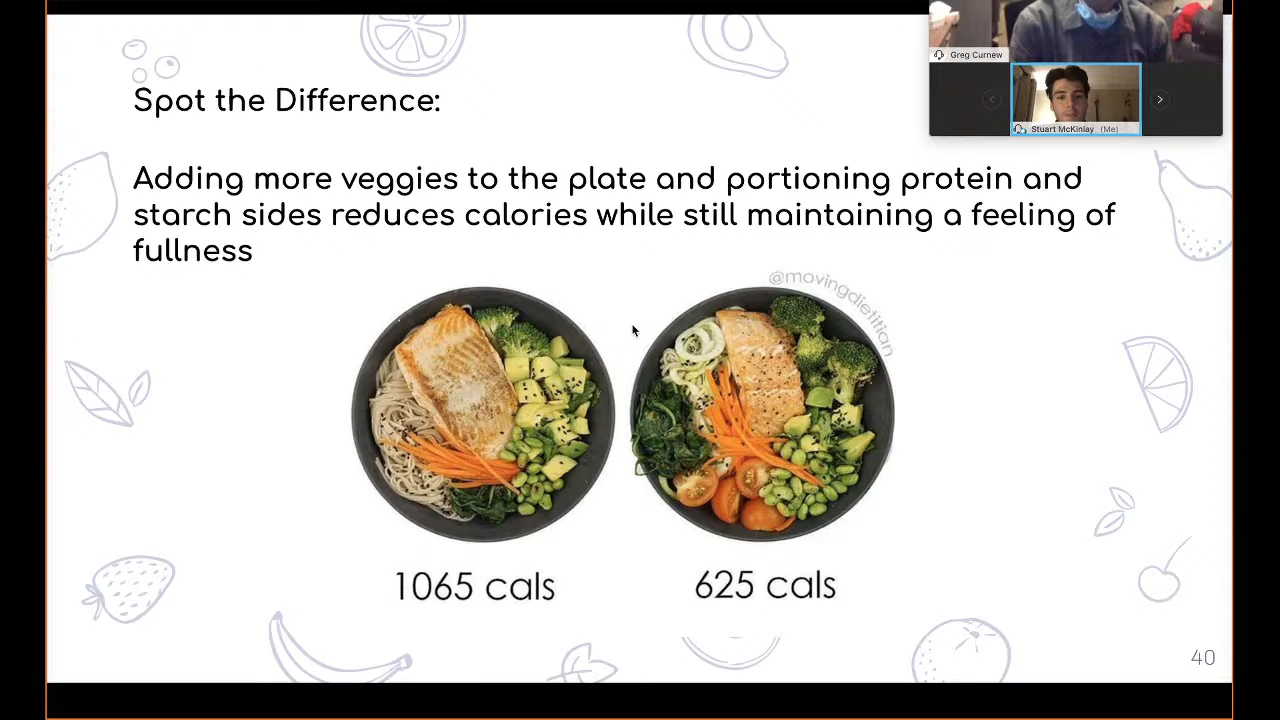 Greg Curnew
Stuart McKinlay (Me)
Spot the Difference:
Adding more veggies to the plate and portioning protein and
starch sides reduces calories while still maintaining a feeling of
fullness
@movingdietitian
1065 cals
625 cals
40